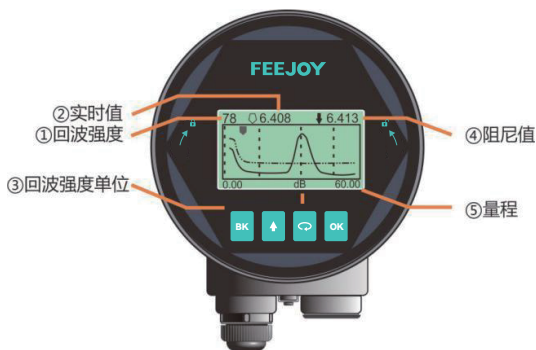 FEEJOY
②实时值
①回波强度
78 6.408 6.413
④阻尼值
③回波强度单位
0.00 dB 60.00
⑤量程
BK OK